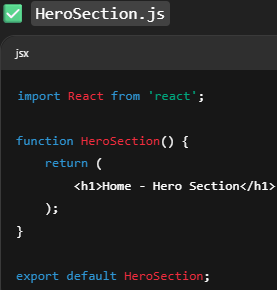 ✅ HeroSection.js
jsx
import React from 'react';
function HeroSection() {
    return (
        <h1>Home - Hero Section</h1>
    );
}
export default HeroSection;